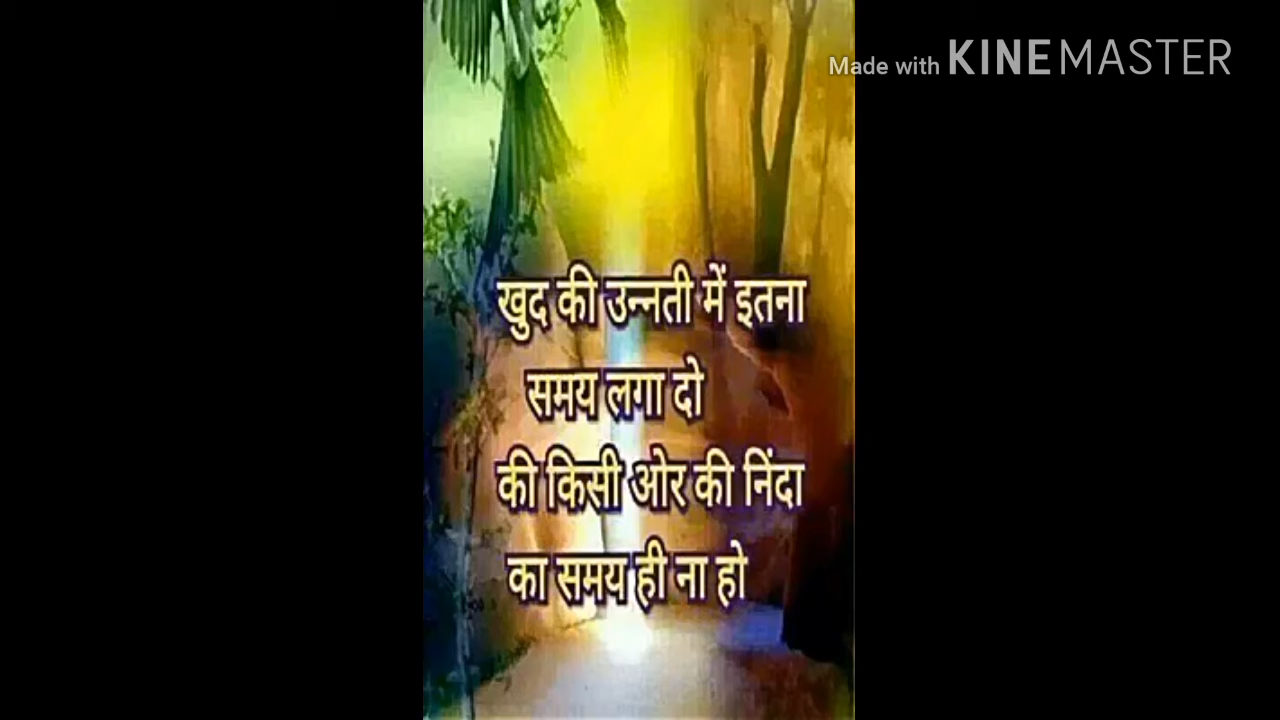 Made with KINEMASTER
खुद की उन्नती में इतना
समय लगा दो
की किसी ओर की निंदा
का समय ही ना हो